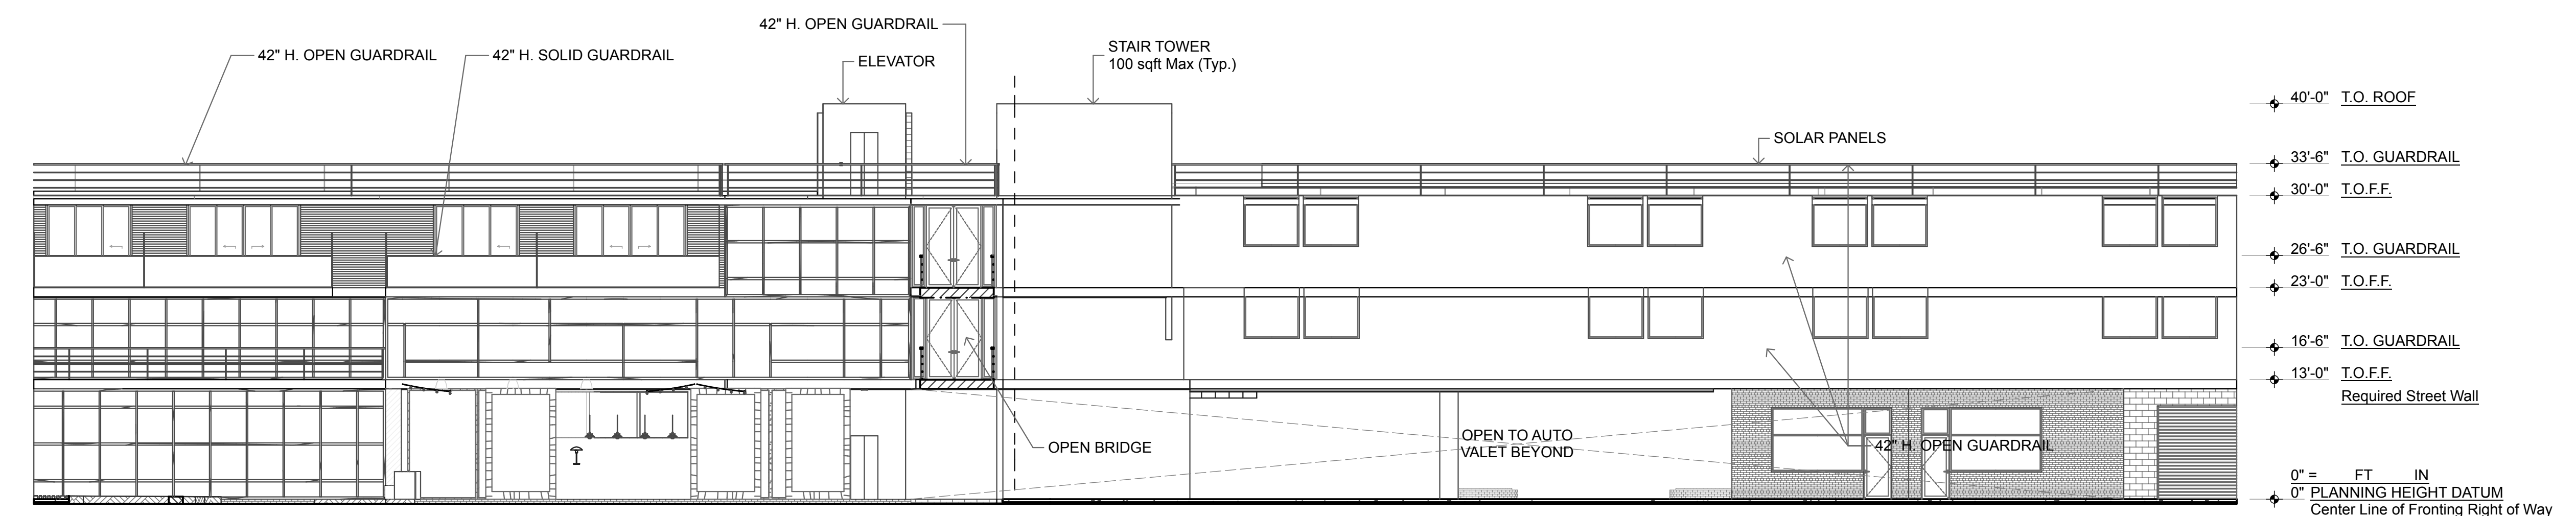 42" H. OPEN GUARDRAIL
42" H. OPEN GUARDRAIL
42" H. SOLID GUARDRAIL
ELEVATOR
STAIR TOWER
100 sqft Max (Typ.)
SOLAR PANELS
40'-0" T.O. ROOF
33'-6" T.O. GUARDRAIL
30'-0" T.O.F.F.
26'-6" T.O. GUARDRAIL
23'-0" T.O.F.F.
16'-6" T.O. GUARDRAIL
13'-0" T.O.F.F.
Required Street Wall
OPEN BRIDGE
OPEN TO AUTO
VALET BEYOND
42" H. OPEN GUARDRAIL
0" = FT IN
0" PLANNING HEIGHT DATUM
Center Line of Fronting Right of Way